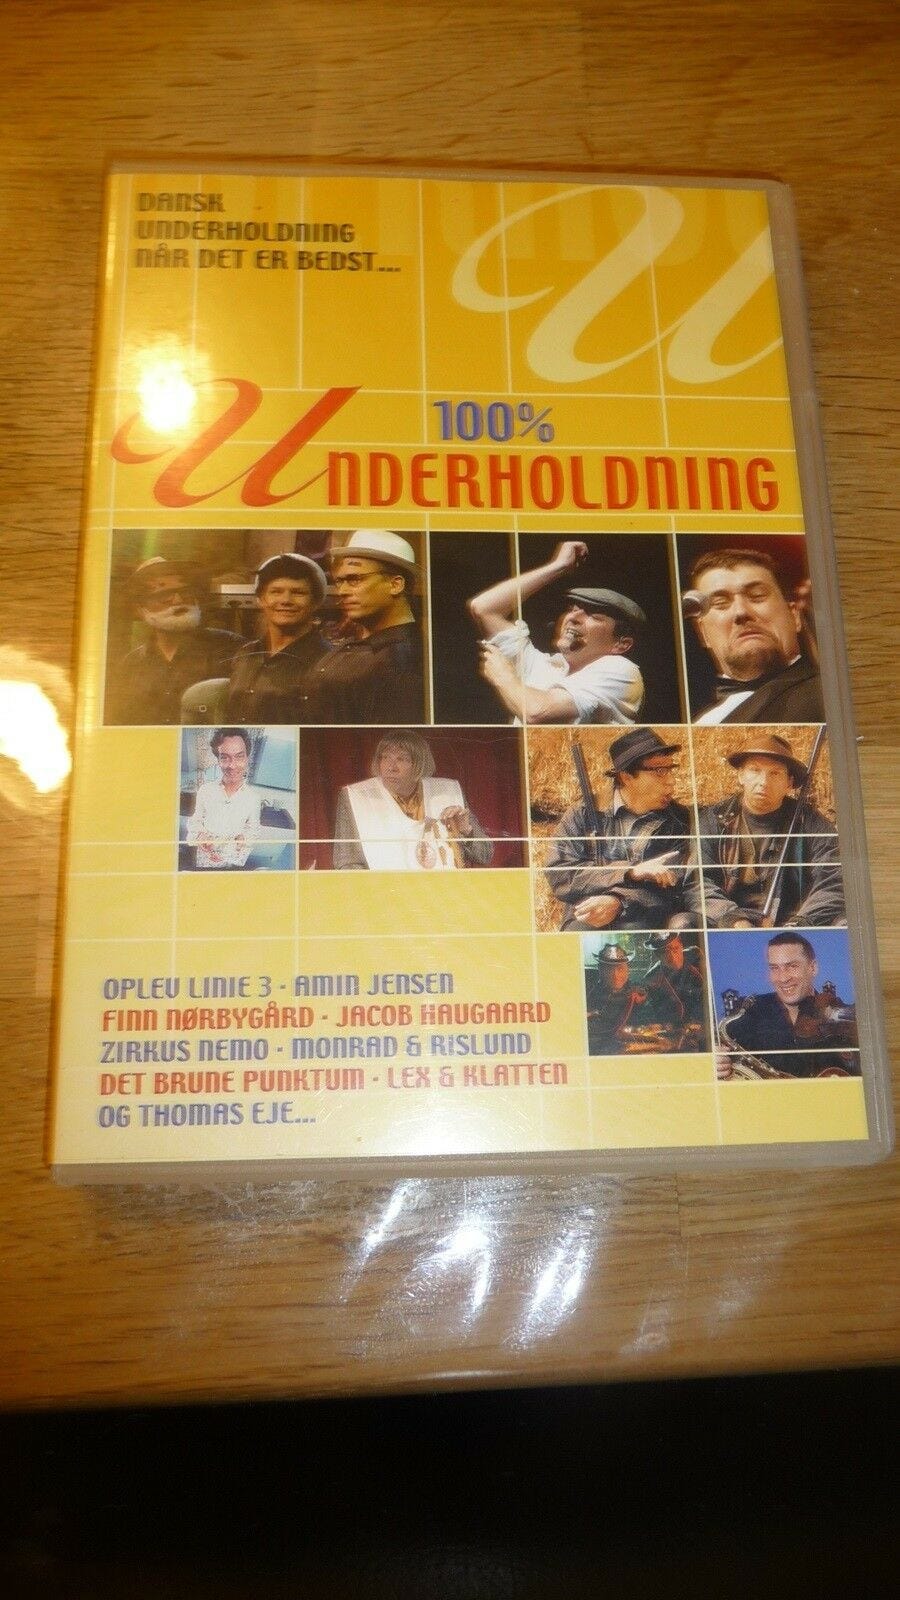 DANSK
UNDERHOLDNING
NÅR DET ER BEDST...
100%
UNDERHOLDNING
OPLEV LINIE 3 - AMIN JENSEN
FINN NØRBYGÅRD - JACOB HAUGAARD
ZIRKUS NEMO - MONRAD & RISLUND
DET BRUNE PUNKTUM - LEX & KLATTEN
OG THOMAS EJE...